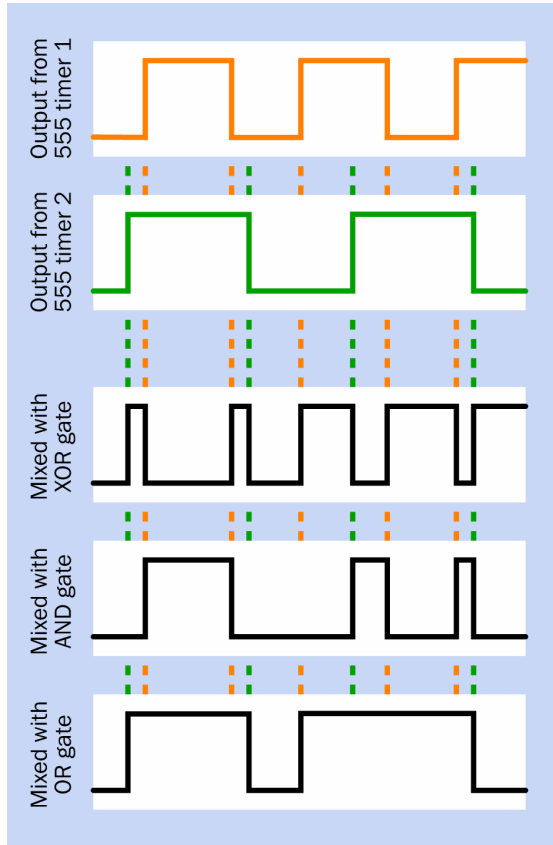 Output from
555 timer 1
Output from
555 timer 2
Mixed with
XOR gate
Mixed with
AND gate
Mixed with
OR gate